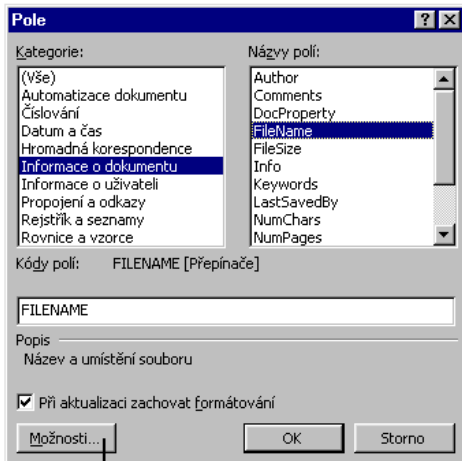 Pole
Kategorie:
Názvy polí:
(Vše)
Automatizace dokumentu
Číslování
Datum a čas
Hromadná korespondence
Informace o dokumentu
Informace o uživateli
Propojení a odkazy
Rejstřík a seznamy
Rovnice a vzorce
Author
Comments
DocProperty
FileName
FileSize
Info
Keywords
LastSavedBy
NumChars
NumPages
Kódy polí: FILENAME [Přepínače]
FILENAME
Popis
Název a umístění souboru
Při aktualizaci zachovat formátování
Možnosti... OK Storno